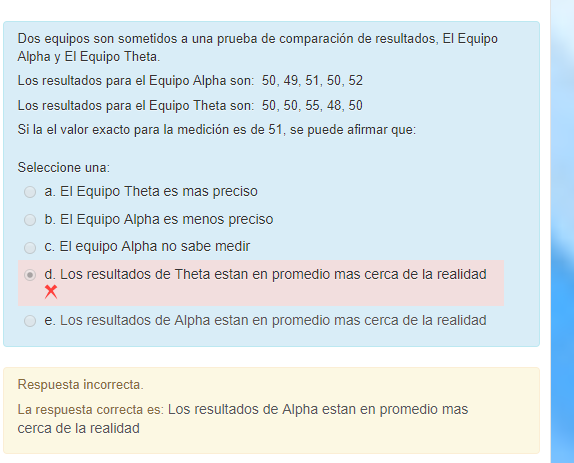 Dos equipos son sometidos a una prueba de comparación de resultados, El Equipo
Alpha y El Equipo Theta.
Los resultados para el Equipo Alpha son: 50, 49, 51, 50, 52
Los resultados para el Equipo Theta son: 50, 50, 55, 48, 50
Si la el valor exacto para la medición es de 51, se puede afirmar que:
Seleccione una:
a. El Equipo Theta es mas preciso
b. El Equipo Alpha es menos preciso
c. El equipo Alpha no sabe medir
d. Los resultados de Theta estan en promedio mas cerca de la realidad
e. Los resultados de Alpha estan en promedio mas cerca de la realidad
Respuesta incorrecta.
La respuesta correcta es: Los resultados de Alpha estan en promedio mas
cerca de la realidad